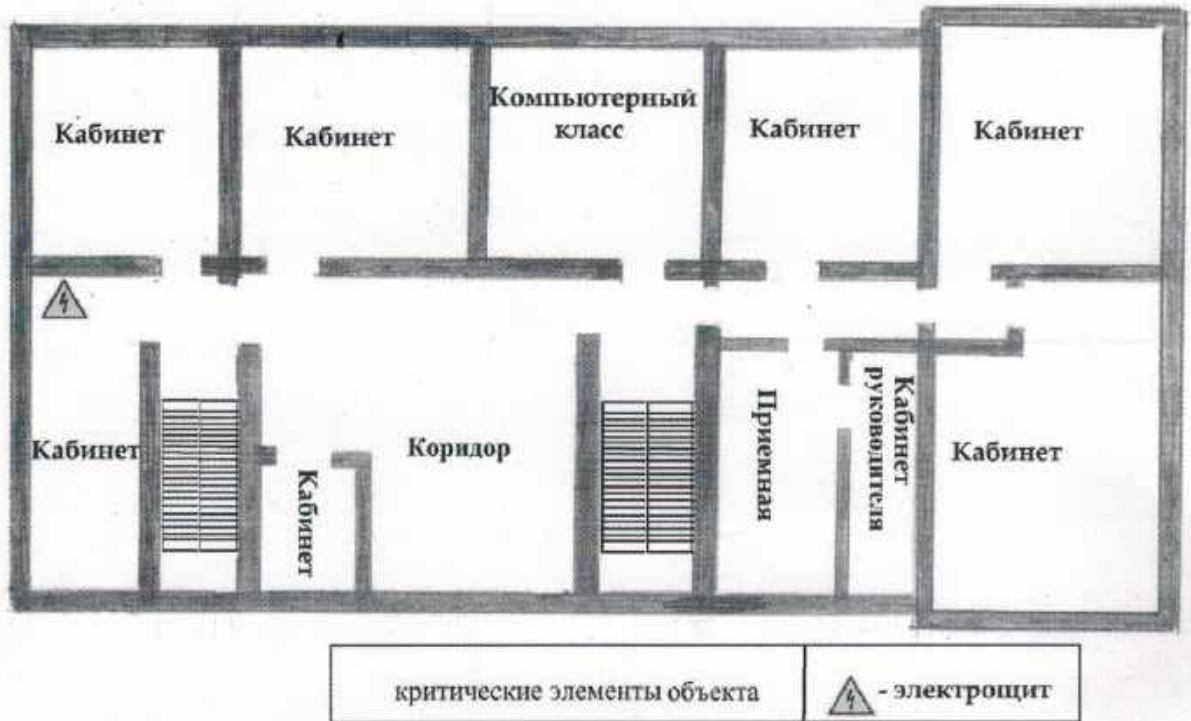 Кабинет
Кабинет
Компьютерный
класс
Кабинет
Кабинет
Кабинет
Кабинет
Коридор
Приемная
Кабинет
руководителя
Кабинет
критические элементы объекта
- электрощит